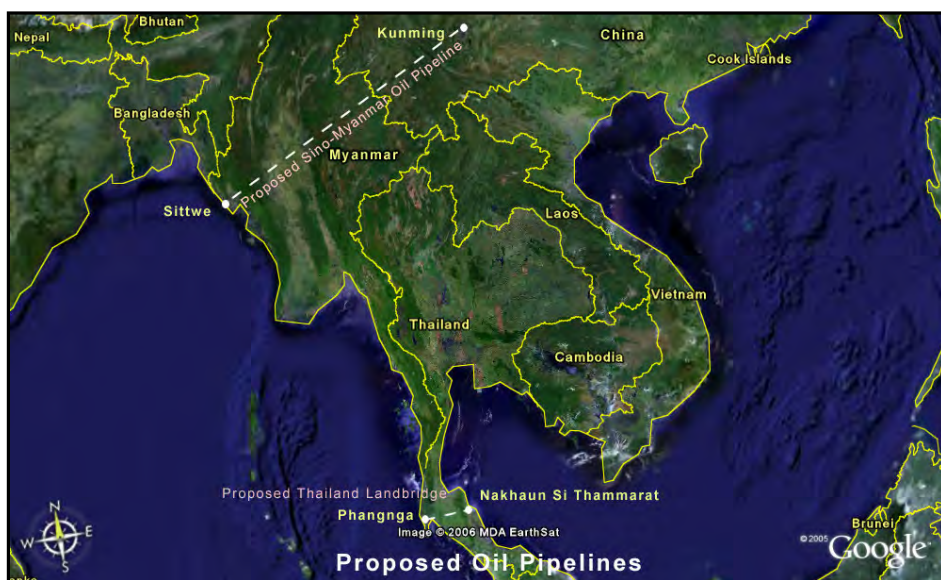 Bhutan
Nepal
Kunming
China
Cook Islands
Proposed Sino-Myanmar Oil Pipeline
Bangladesh
Myanmar
Sittwe
Laos
Vietnam
Thailand
Cambodia
Proposed Thailand Landbridge
Nakhaun Si Thammarat
Phangnga
Image © 2006 MDA EarthSat
N
W E
S
Brunei
© 2005 Google
Proposed Oil Pipelines